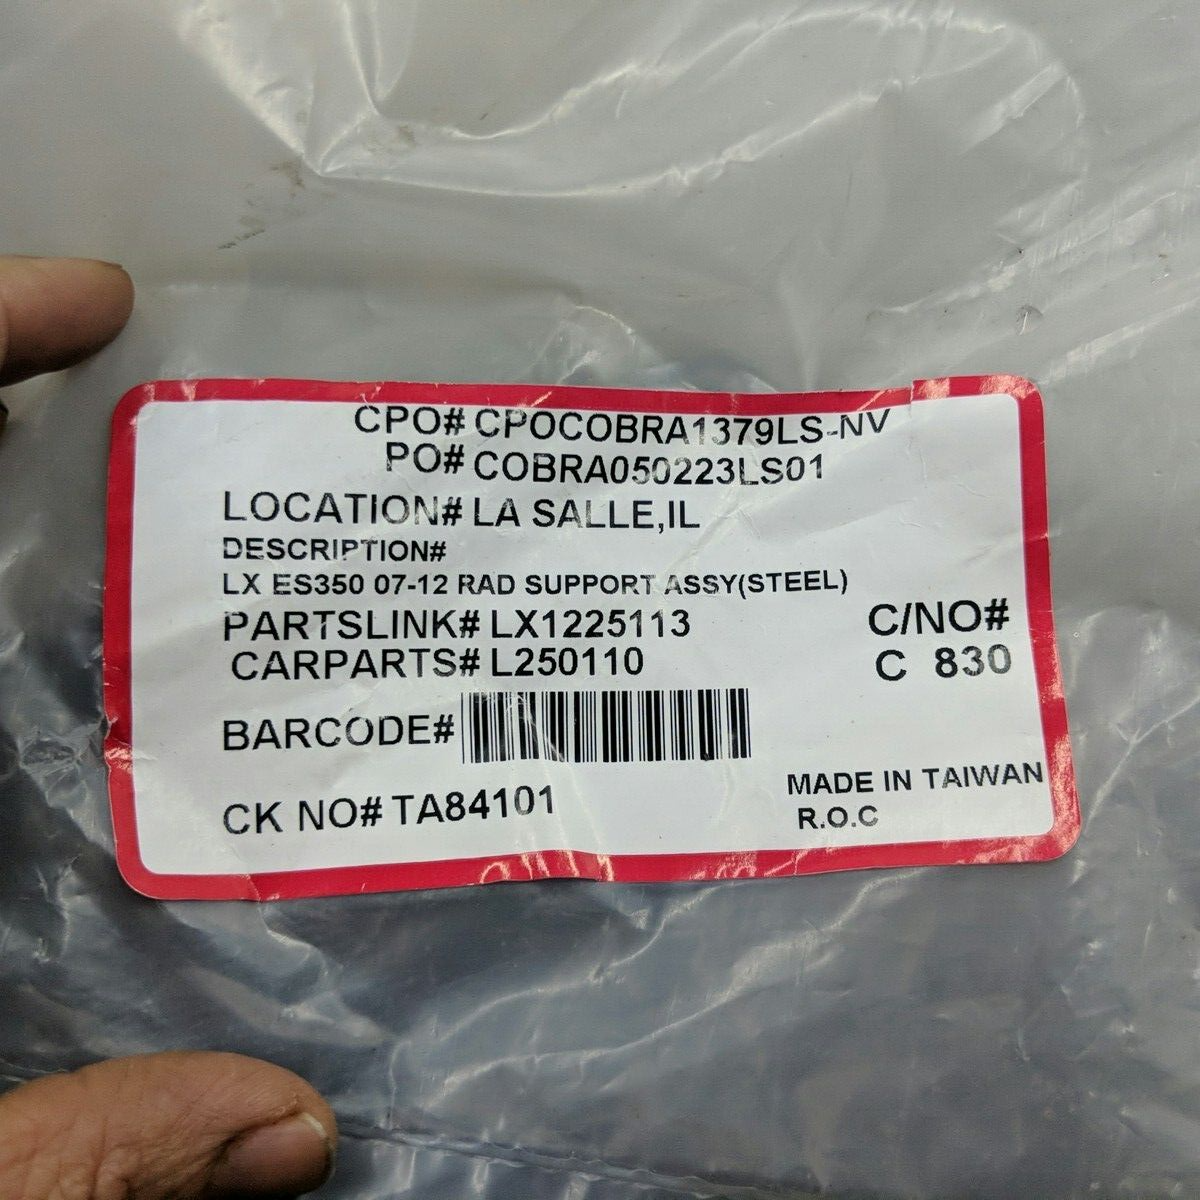 CPO# CPOCOBRA1379LS-NV
PO# COBRA050223LS01
LOCATION# LA SALLE,IL
DESCRIPTION#
LX ES350 07-12 RAD SUPPORT ASSY(STEEL)
PARTSLINK# LX1225113
CARPARTS# L250110
C/NO#
C 830
BARCODE#
CK NO# TA84101
MADE IN TAIWAN
R.O.C